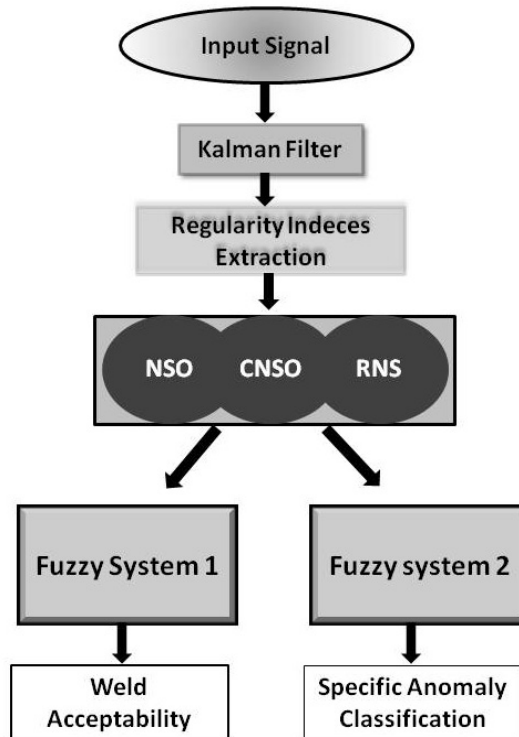 Input Signal
Kalman Filter
Regularity Indeces
Extraction
NSO CNSO RNS
Fuzzy System 1 Fuzzy system 2
Weld
Acceptability
Specific Anomaly
Classification